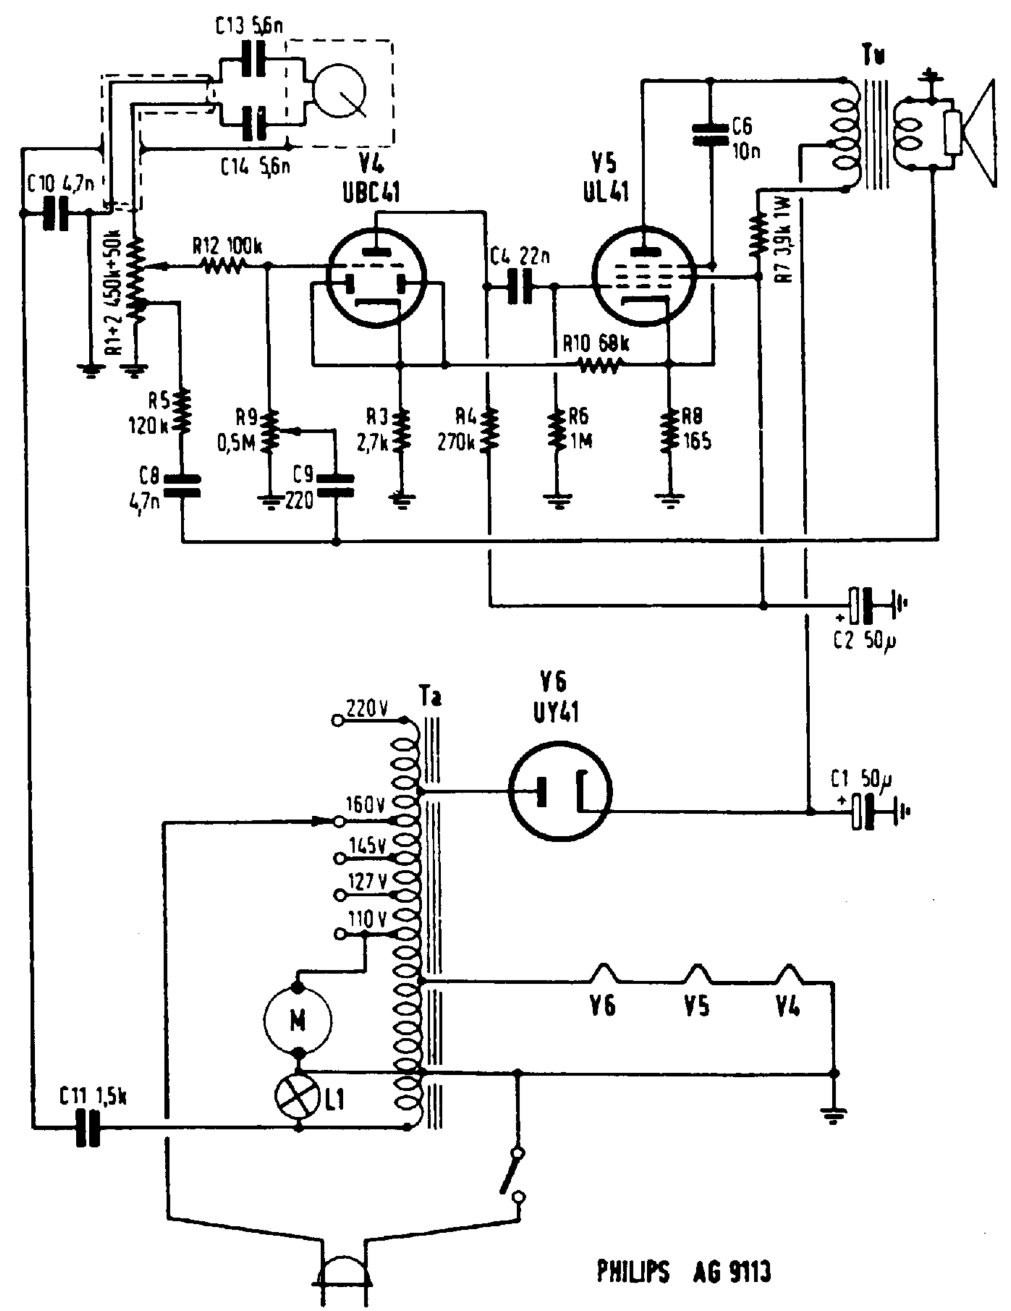 C13 5,6n
C14 5,6n
C10 4,7n
R1+2 450k+50k
R12 100k
V4
UBC41
V5
UL41
C4 22n
C6
10n
Tu
R7 3,9k 1W
R10 68k
R5
120k
C8
4,7n
R9
0,5M
C9
220
R3
2,7k
R4
270k
R6
1M
R8
165
+
C2 50µ
V6
UY41
Ta
220V
160V
145V
127V
110V
+
C1 50µ
M
L1
V6
V5
V4
C11 1,5k
PHILIPS AG 9113